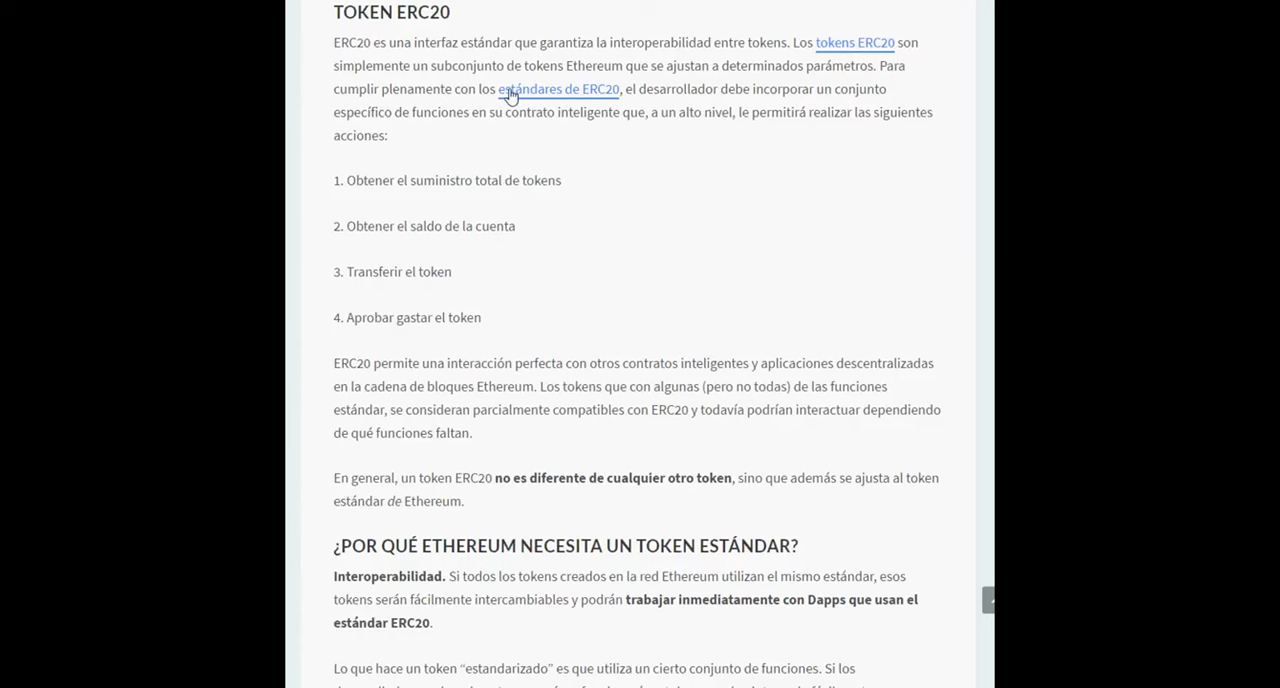 TOKEN ERC20
ERC20 es una interfaz estándar que garantiza la interoperabilidad entre tokens. Los tokens ERC20 son
simplemente un subconjunto de tokens Ethereum que se ajustan a determinados parámetros. Para
cumplir plenamente con los estándares de ERC20, el desarrollador debe incorporar un conjunto
específico de funciones en su contrato inteligente que, a un alto nivel, le permitirá realizar las siguientes
acciones:
1. Obtener el suministro total de tokens
2. Obtener el saldo de la cuenta
3. Transferir el token
4. Aprobar gastar el token
ERC20 permite una interacción perfecta con otros contratos inteligentes y aplicaciones descentralizadas
en la cadena de bloques Ethereum. Los tokens que con algunas (pero no todas) de las funciones
estándar, se consideran parcialmente compatibles con ERC20 y todavía podrían interactuar dependiendo
de qué funciones faltan.
En general, un token ERC20 no es diferente de cualquier otro token, sino que además se ajusta al token
estándar de Ethereum.
¿POR QUÉ ETHEREUM NECESITA UN TOKEN ESTÁNDAR?
Interoperabilidad. Si todos los tokens creados en la red Ethereum utilizan el mismo estándar, esos
tokens serán fácilmente intercambiables y podrán trabajar inmediatamente con Dapps que usan el
estándar ERC20.
Lo que hace un token “estandarizado” es que utiliza un cierto conjunto de funciones. Si los